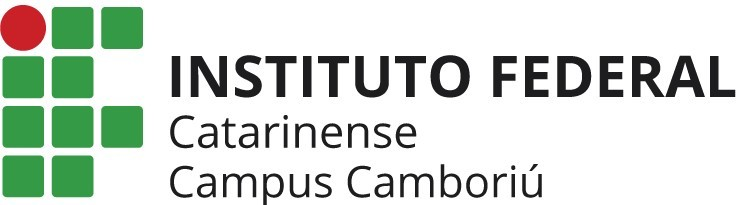 INSTITUTO FEDERAL
Catarinense
Campus Camboriú